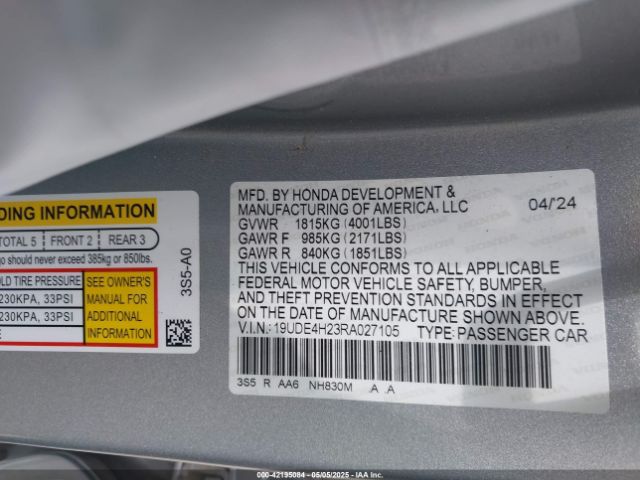 DING INFORMATION
TOTAL 5 FRONT 2 REAR 3
go should never exceed 385kg or 850lbs.
OLD TIRE PRESSURE
230KPA, 33PSI
230KPA, 33PSI
SEE OWNER'S
MANUAL FOR
ADDITIONAL
INFORMATION
3S5-A0
MFD. BY HONDA DEVELOPMENT &
MANUFACTURING OF AMERICA, LLC 04/'24
GVWR 1815KG (4001LBS)
GAWR F 985KG (2171LBS)
GAWR R 840KG (1851LBS)
THIS VEHICLE CONFORMS TO ALL APPLICABLE
FEDERAL MOTOR VEHICLE SAFETY, BUMPER,
AND THEFT PREVENTION STANDARDS IN EFFECT
ON THE DATE OF MANUFACTURE SHOWN ABOVE.
V.I.N.: 19UDE4H23RA027105 TYPE: PASSENGER CAR
3S5 R AA6 NH830M A A
000-42195084 - 05/05/2025 - IAAI, Inc.